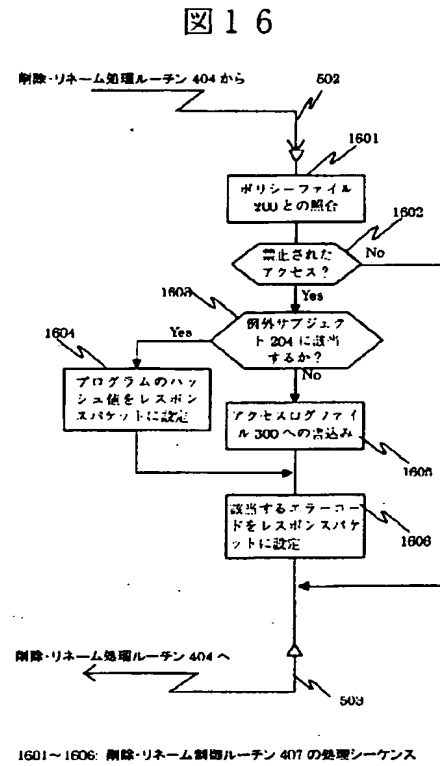 図１６
削除・リネーム処理ルーチン 404 から
502
1601
ポリシーファイル
200 との照合
1602
禁止された
アクセス？
No
Yes
1603
例外サブジェク
ト 204 に該当
するか？
Yes
No
1604
プログラムのハッ
シュ値をレスポン
スパケットに設定
アクセスログファイ
ル 300 への書込み
1605
該当するエラーコー
ドをレスポンスパケ
ットに設定
1606
削除・リネーム処理ルーチン 404 へ
503
1601～1606: 削除・リネーム制御ルーチン 407 の処理シーケンス